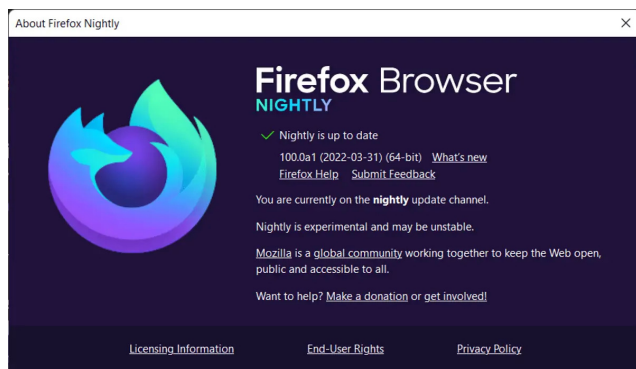 About Firefox Nightly
Firefox Browser
NIGHTLY
Nightly is up to date
100.0a1 (2022-03-31) (64-bit) What's new
Firefox Help Submit Feedback
You are currently on the nightly update channel.
Nightly is experimental and may be unstable.
Mozilla is a global community working together to keep the Web open,
public and accessible to all.
Want to help? Make a donation or get involved!
Licensing Information End-User Rights Privacy Policy